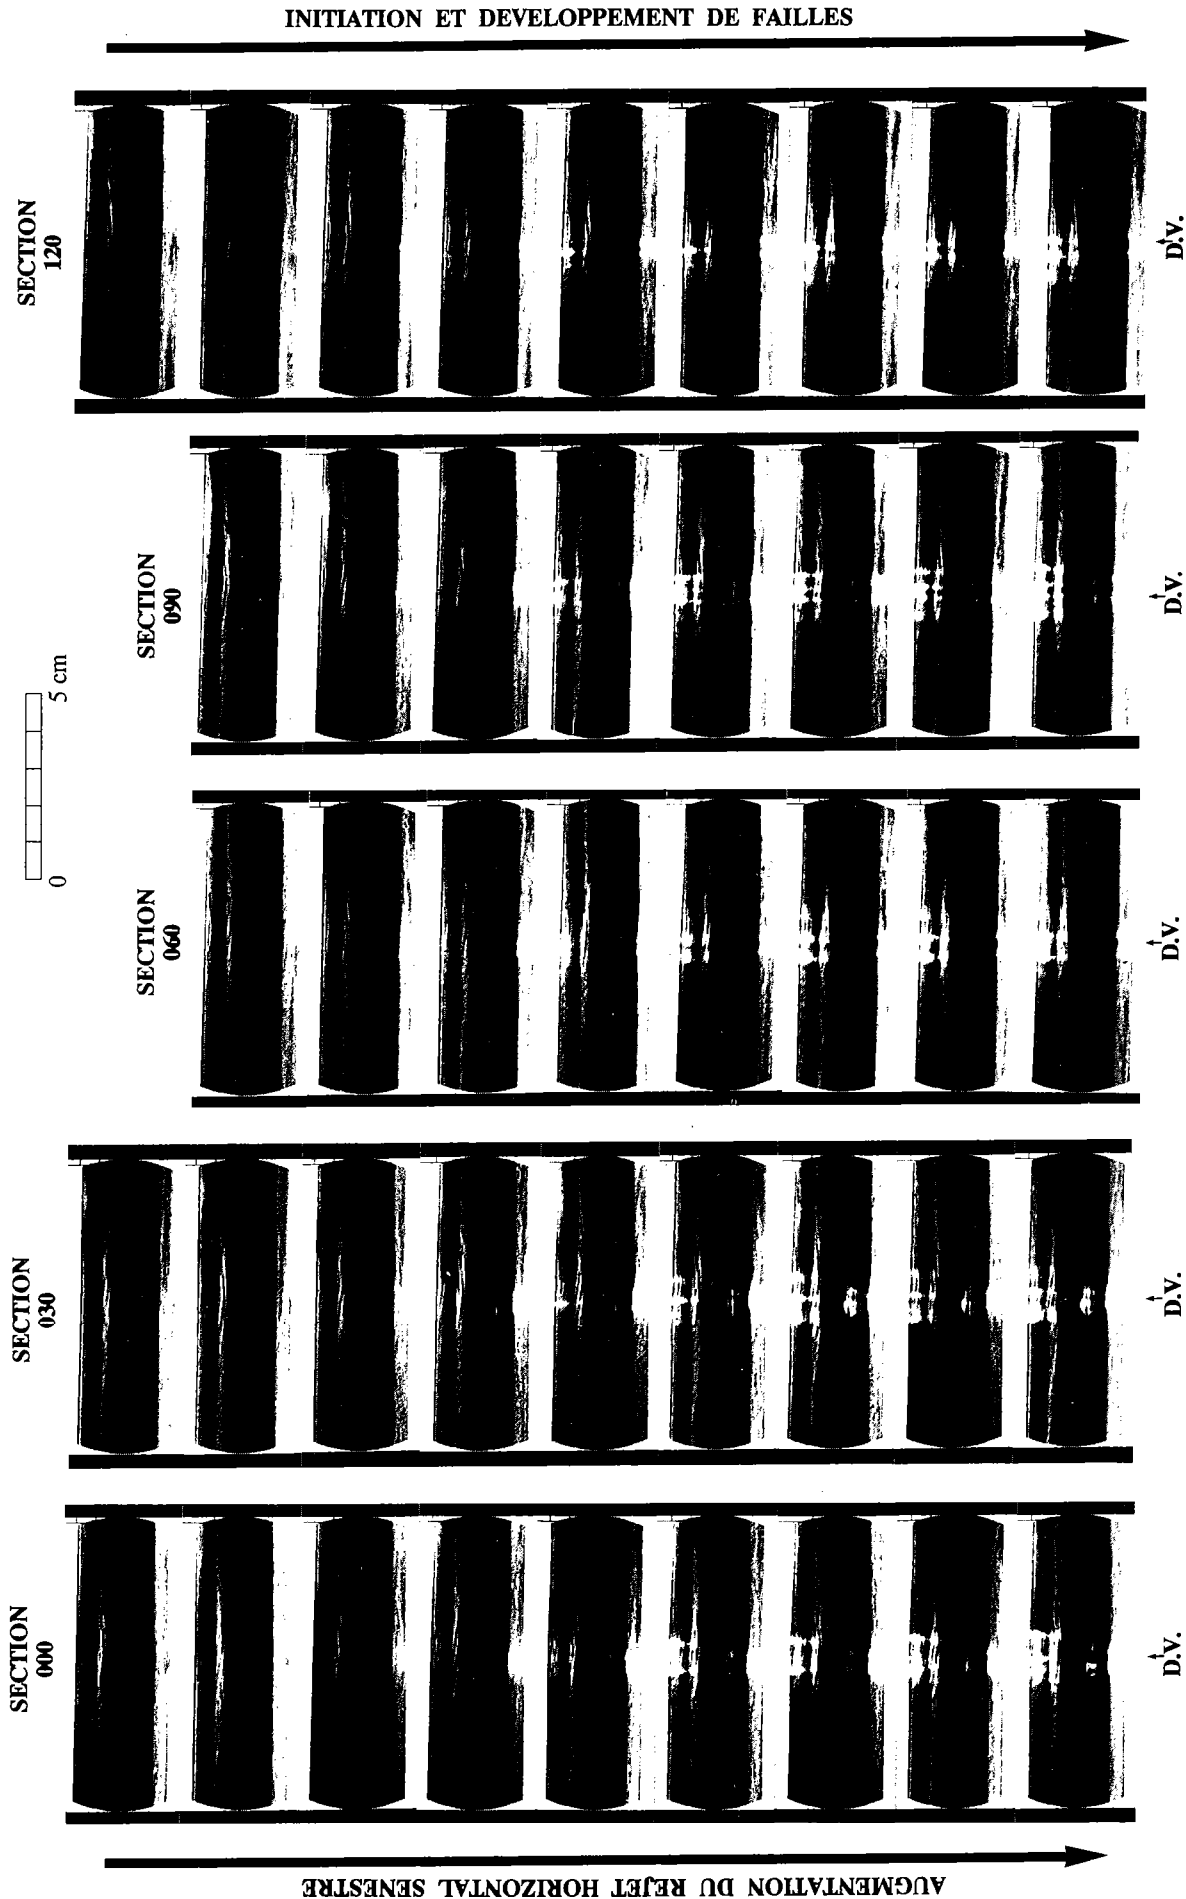 INITIATION ET DEVELOPPEMENT DE FAILLES
SECTION
120
D.V.
SECTION
090
D.V.
0 5 cm
SECTION
060
D.V.
SECTION
030
D.V.
SECTION
000
D.V.
AUGMENTATION DU REJET HORIZONTAL SENESTRE